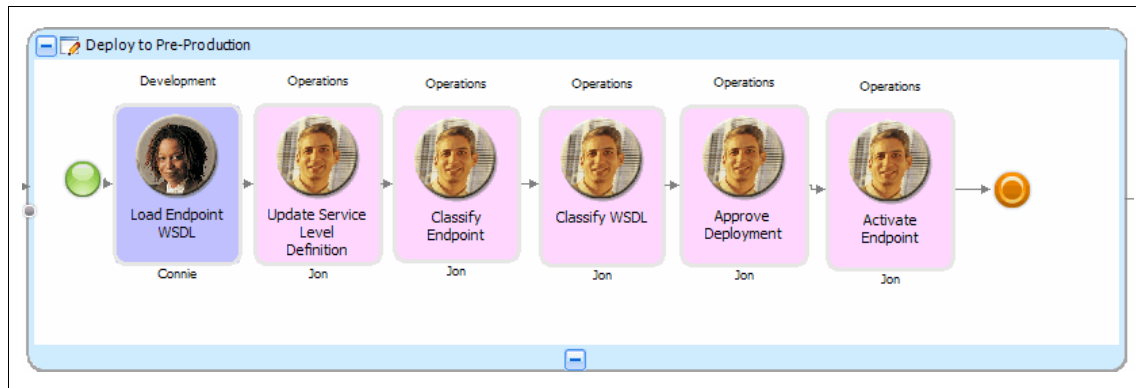 Deploy to Pre-Production
Development
Operations
Operations
Operations
Operations
Operations
Load Endpoint
WSDL
Update Service
Level
Definition
Classify
Endpoint
Classify WSDL
Approve
Deployment
Activate
Endpoint
Connie
Jon
Jon
Jon
Jon
Jon